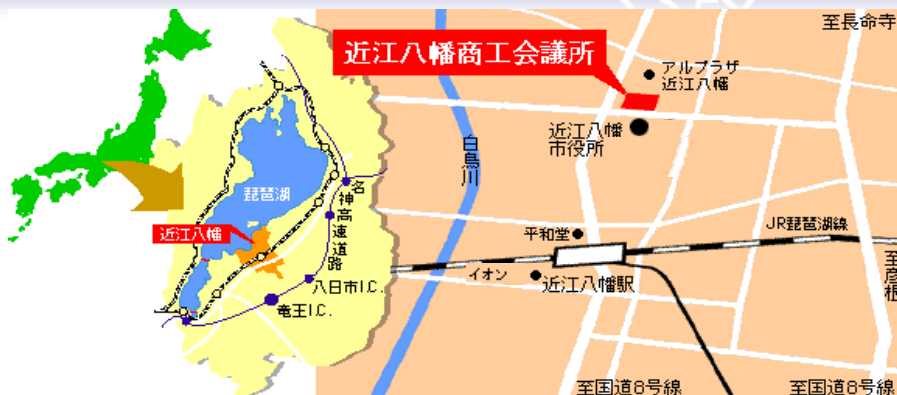 至長命寺
近江八幡商工会議所
アルプラザ
近江八幡
近江八幡
市役所
白鳥川
琵琶湖
名神高速道路
近江八幡
平和堂
JR琵琶湖線
イオン
近江八幡駅
至彦根
八日市I.C.
竜王I.C.
至国道8号線
至国道8号線